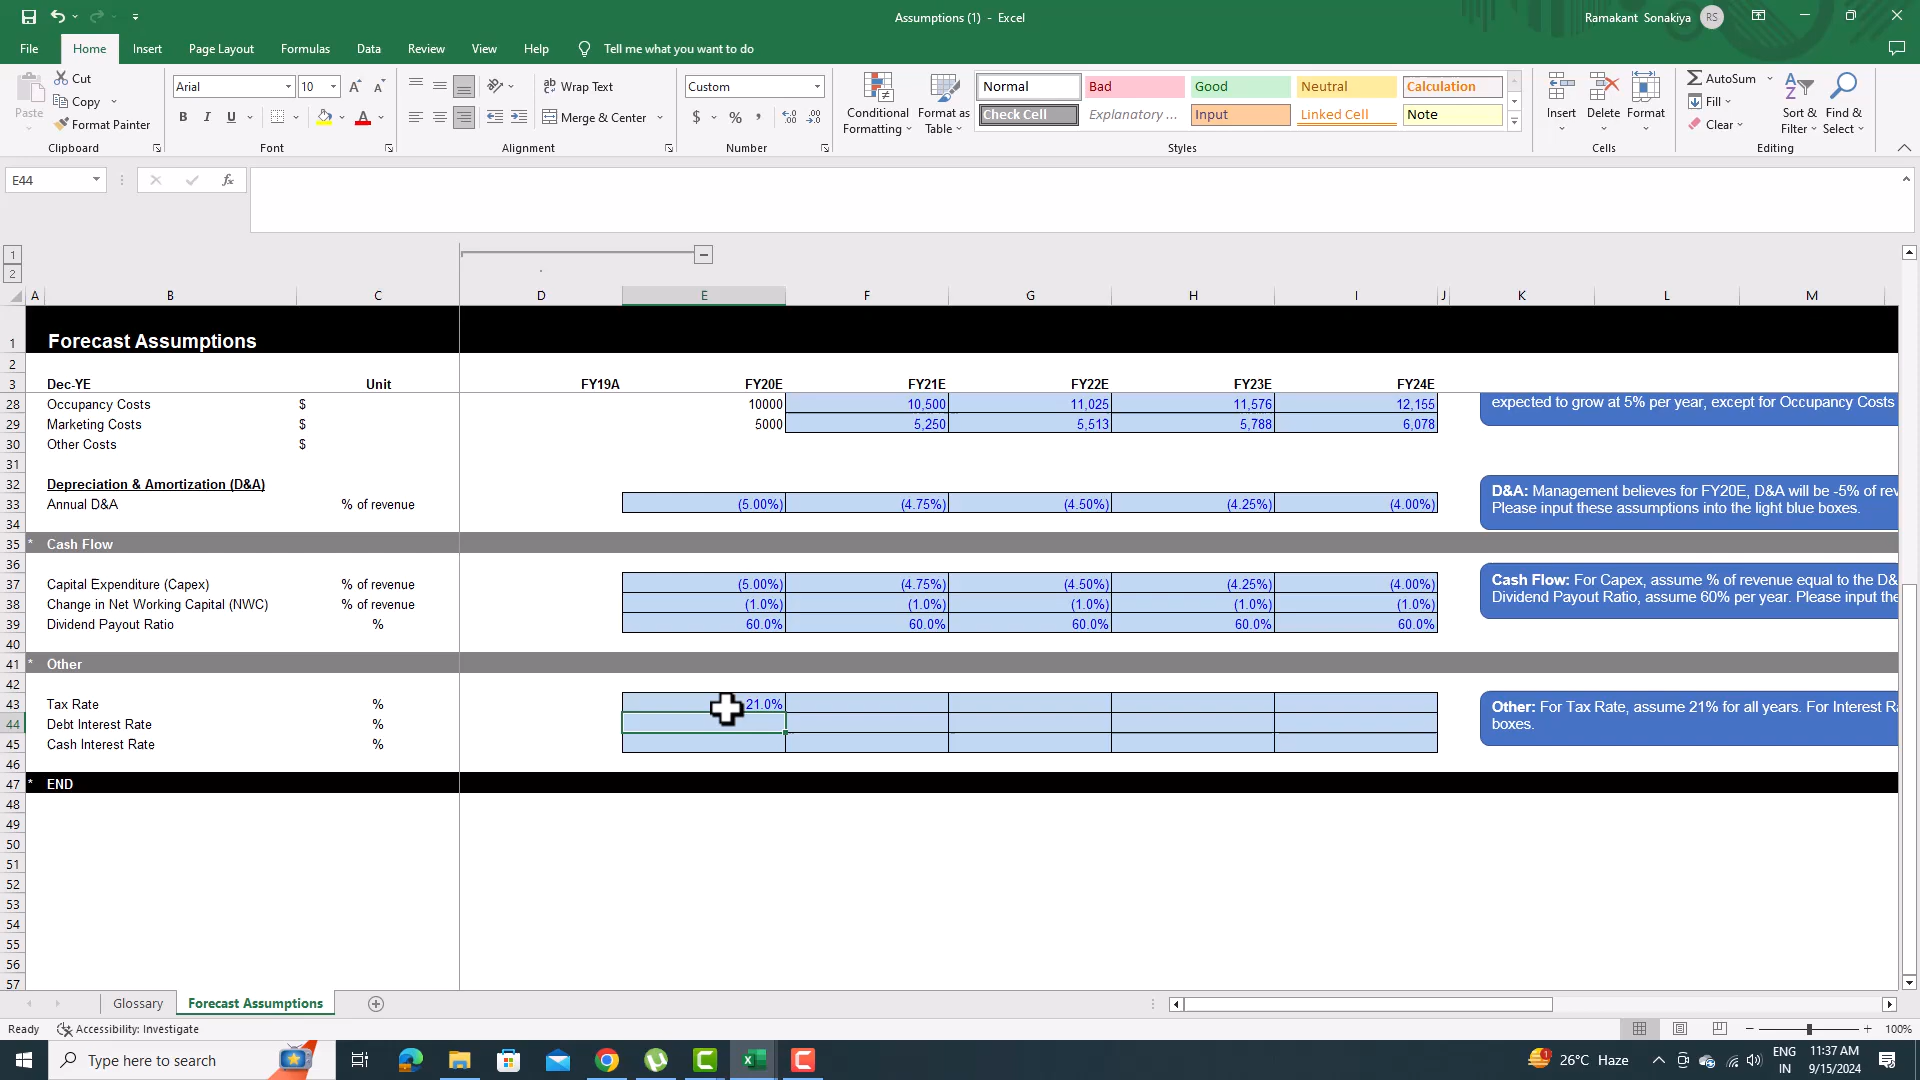 Assumptions (1) - Excel
Ramakant Sonakiya RS
File Home Insert Page Layout Formulas Data Review View Help Tell me what you want to do
Paste
Cut
Copy
Format Painter
Clipboard
Arial 10
B I U
Font
Wrap Text
Merge & Center
Alignment
Custom
$ % ,
Number
Conditional Formatting
Format as Table
Normal Bad Good Neutral Calculation
Check Cell Explanatory ... Input Linked Cell Note
Styles
Insert Delete Format
Cells
AutoSum
Fill
Clear
Sort & Filter
Find & Select
Editing
E44
fx
1
2
A B C D E F G H I J K L M
1 Forecast Assumptions
2
3 Dec-YE Unit FY19A FY20E FY21E FY22E FY23E FY24E
28 Occupancy Costs $ 10000 10,500 11,025 11,576 12,155 expected to grow at 5% per year, except for Occupancy Costs
29 Marketing Costs $ 5000 5,250 5,513 5,788 6,078
30 Other Costs $
31
32 Depreciation & Amortization (D&A)
D&A: Management believes for FY20E, D&A will be -5% of rev
33 Annual D&A % of revenue (5.00%) (4.75%) (4.50%) (4.25%) (4.00%) Please input these assumptions into the light blue boxes.
34
35 * Cash Flow
36
37 Capital Expenditure (Capex) % of revenue (5.00%) (4.75%) (4.50%) (4.25%) (4.00%) Cash Flow: For Capex, assume % of revenue equal to the D&
38 Change in Net Working Capital (NWC) % of revenue (1.0%) (1.0%) (1.0%) (1.0%) (1.0%) Dividend Payout Ratio, assume 60% per year. Please input the
39 Dividend Payout Ratio % 60.0% 60.0% 60.0% 60.0% 60.0%
40
41 * Other
42
43 Tax Rate % 21.0% Other: For Tax Rate, assume 21% for all years. For Interest Ra
44 Debt Interest Rate % boxes.
45 Cash Interest Rate %
46
47 * END
48
49
50
51
52
53
54
55
56
57
Glossary Forecast Assumptions
Ready Accessibility: Investigate 100%
Type here to search 26°C Haze ENG IN 11:37 AM 9/15/2024